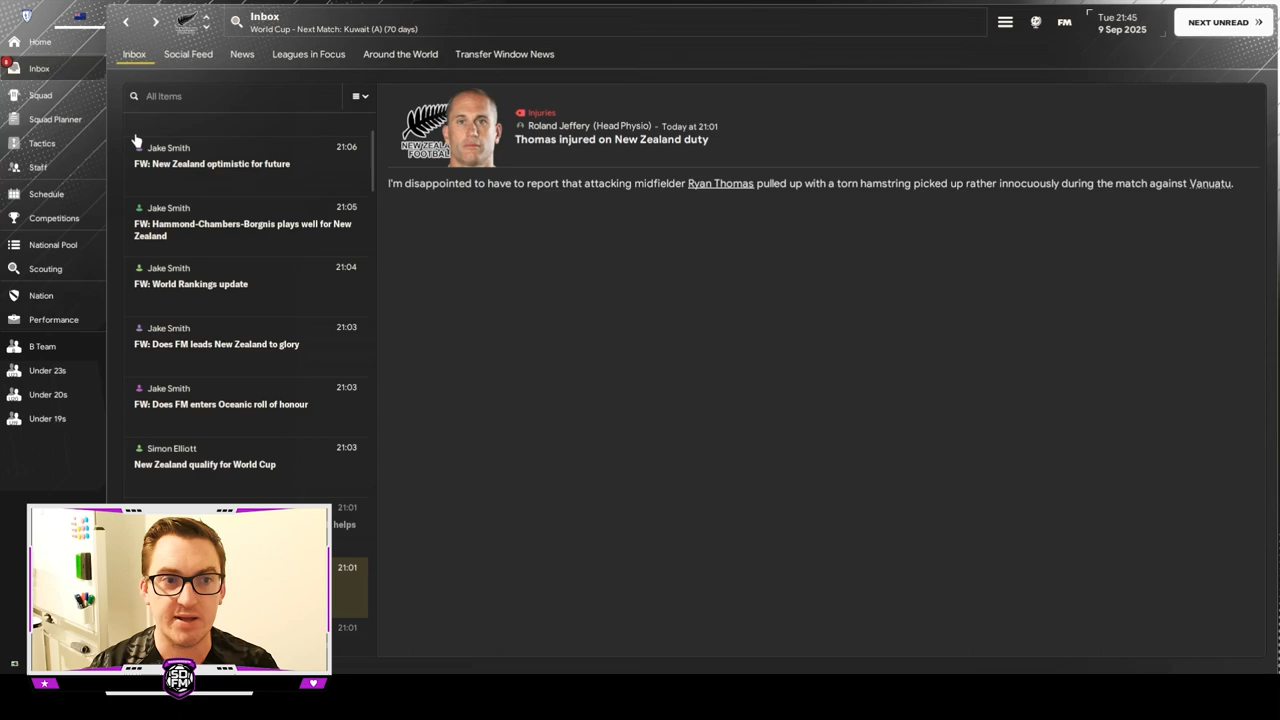 Home
Inbox
Squad
Squad Planner
Tactics
Staff
Schedule
Competitions
National Pool
Scouting
Nation
Performance
B Team
Under 23s
Under 20s
Under 19s
Inbox
World Cup - Next Match: Kuwait (A) (70 days)
FM
Tue 21:45
9 Sep 2025
NEXT UNREAD
Inbox
Social Feed
News
Leagues in Focus
Around the World
Transfer Window News
All Items
Jake Smith
21:06
FW: New Zealand optimistic for future
Jake Smith
21:05
FW: Hammond-Chambers-Borgnis plays well for New
Zealand
Jake Smith
21:04
FW: World Rankings update
Jake Smith
21:03
FW: Does FM leads New Zealand to glory
Jake Smith
21:03
FW: Does FM enters Oceanic roll of honour
Simon Elliott
21:03
New Zealand qualify for World Cup
21:01
helps
21:01
21:01
Injuries
Roland Jeffery (Head Physio) - Today at 21:01
Thomas injured on New Zealand duty
I'm disappointed to have to report that attacking midfielder Ryan Thomas pulled up with a torn hamstring picked up rather innocuously during the match against Vanuatu.
SD
FM